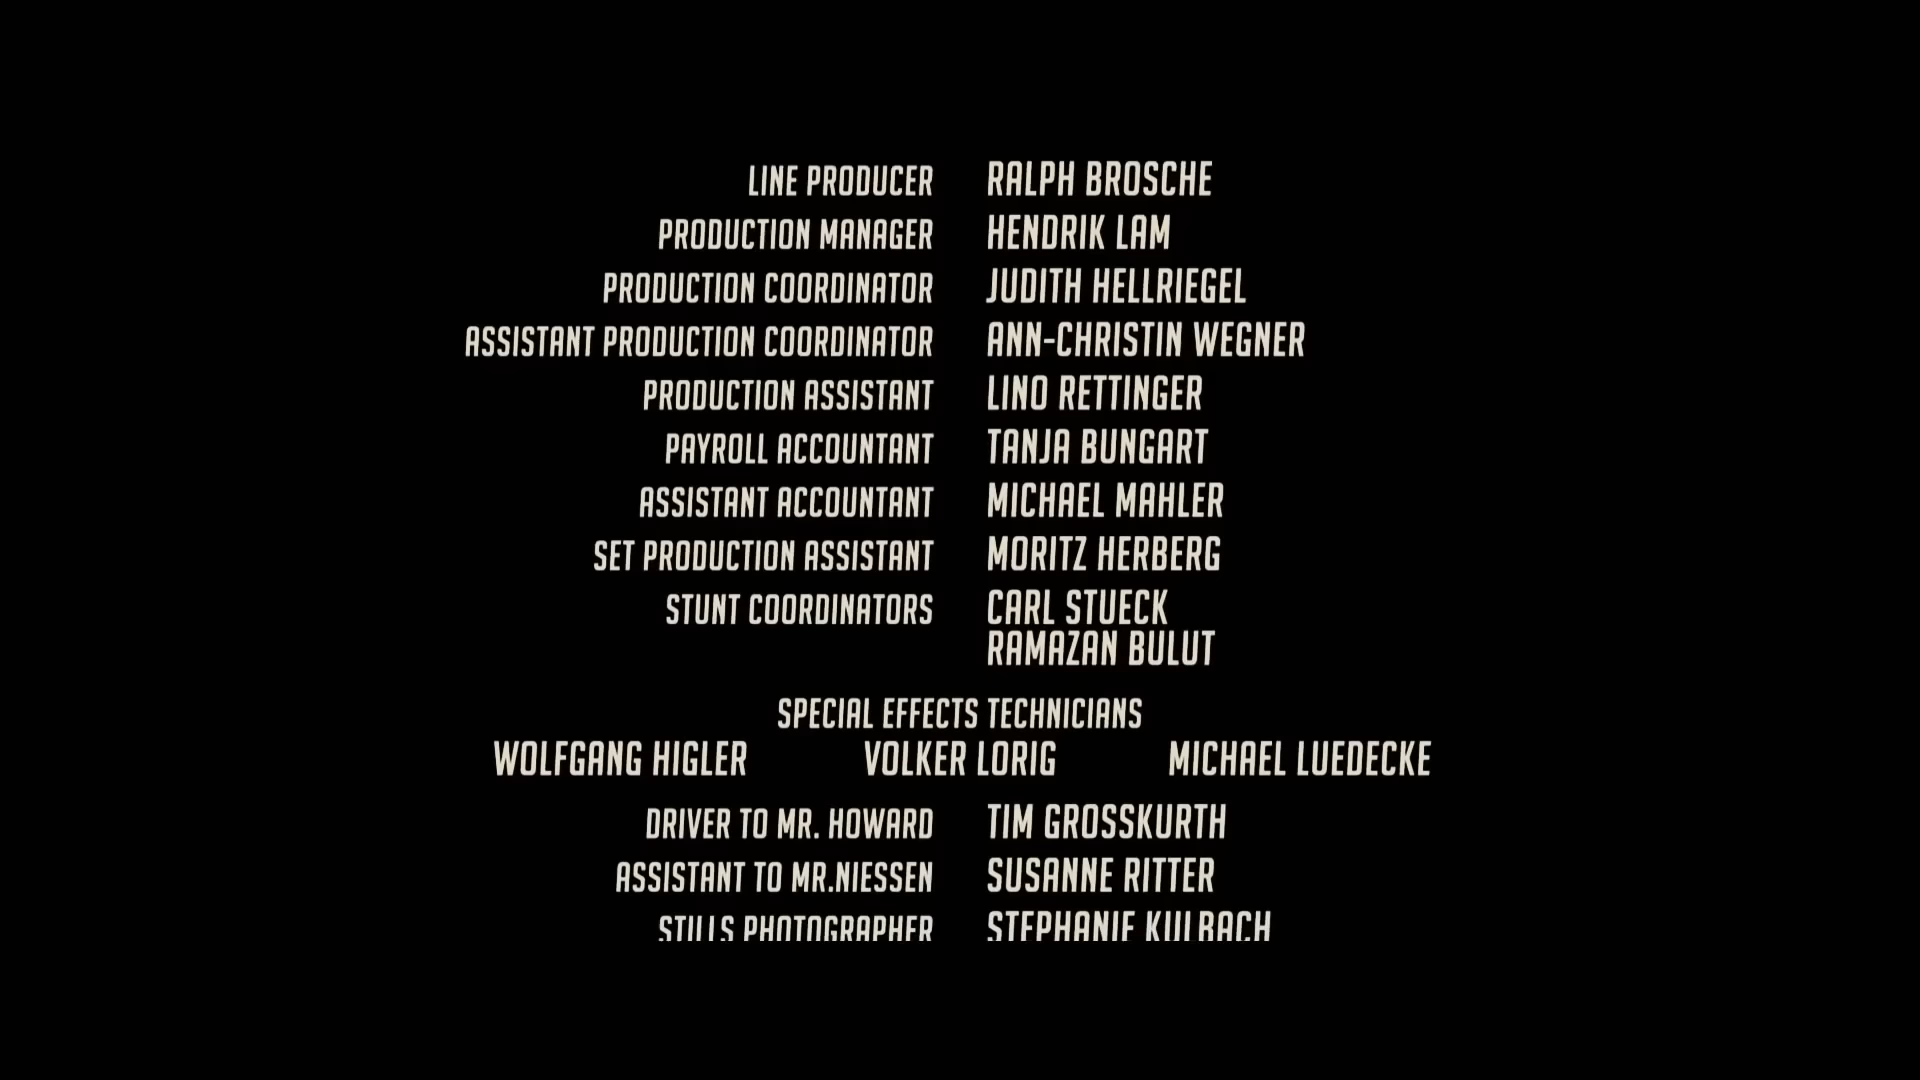 LINE PRODUCER RALPH BROSCHE
PRODUCTION MANAGER HENDRIK LAM
PRODUCTION COORDINATOR JUDITH HELLRIEGEL
ASSISTANT PRODUCTION COORDINATOR ANN-CHRISTIN WEGNER
PRODUCTION ASSISTANT LINO RETTINGER
PAYROLL ACCOUNTANT TANJA BUNGART
ASSISTANT ACCOUNTANT MICHAEL MAHLER
SET PRODUCTION ASSISTANT MORITZ HERBERG
STUNT COORDINATORS CARL STUECK
RAMAZAN BULUT
SPECIAL EFFECTS TECHNICIANS
WOLFGANG HIGLER VOLKER LORIG MICHAEL LUEDECKE
DRIVER TO MR. HOWARD TIM GROSSKURTH
ASSISTANT TO MR.NIESSEN SUSANNE RITTER
STILLS PHOTOGRAPHER STEPHANIE KULBACH